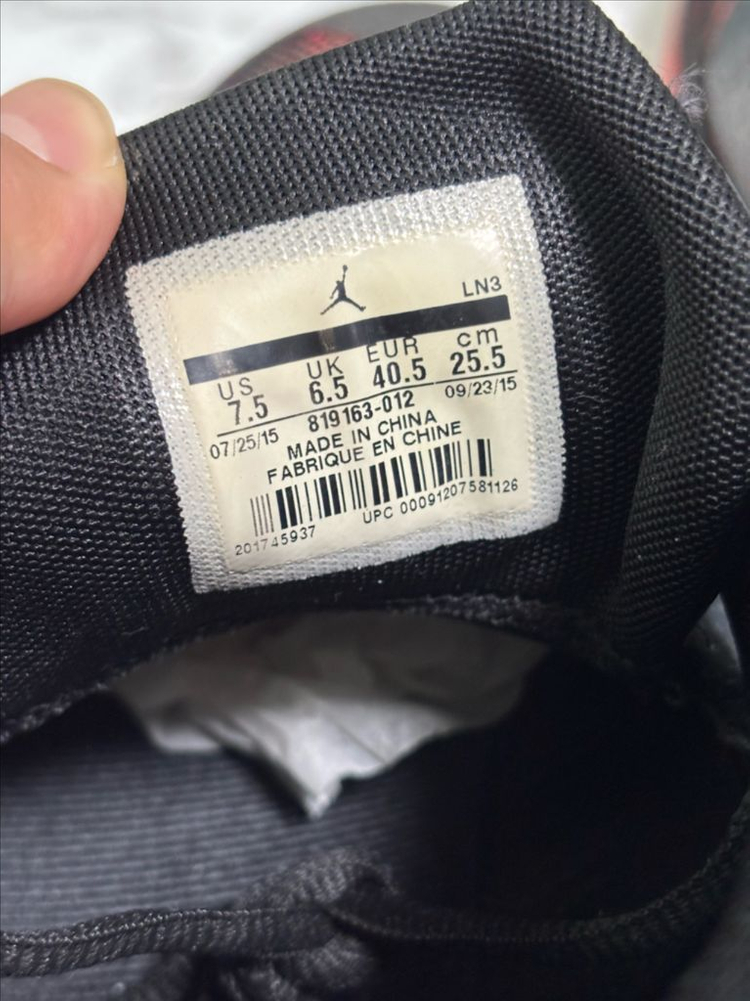 LN3
US UK EUR cm
7.5 6.5 40.5 25.5
07/25/15 819163-012 09/23/15
MADE IN CHINA
FABRIQUE EN CHINE
201745937 UPC 00091207581126